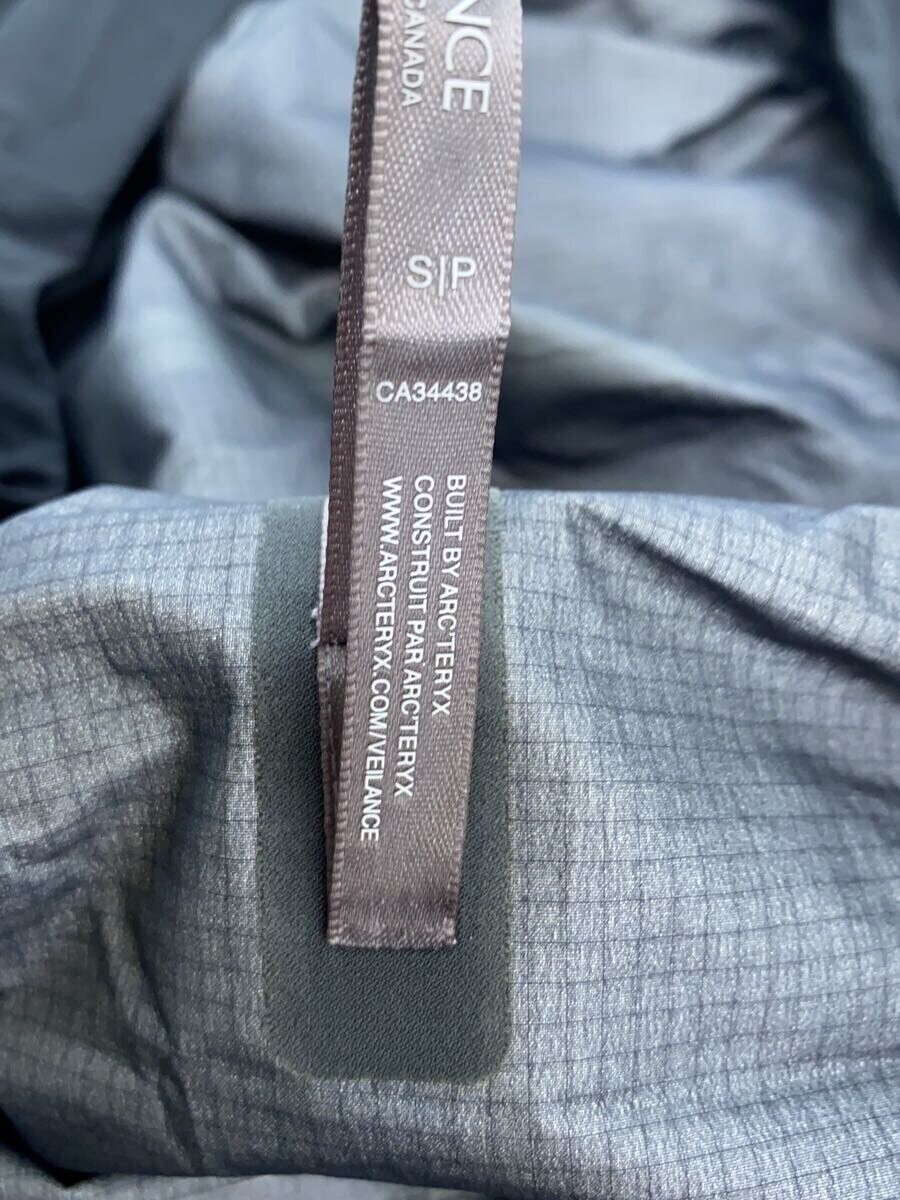 NCE
CANADA
S|P
CA34438
BUILT BY ARC'TERYX
CONSTRUIT PAR ARC'TERYX
WWW.ARCTERYX.COM/VEILANCE